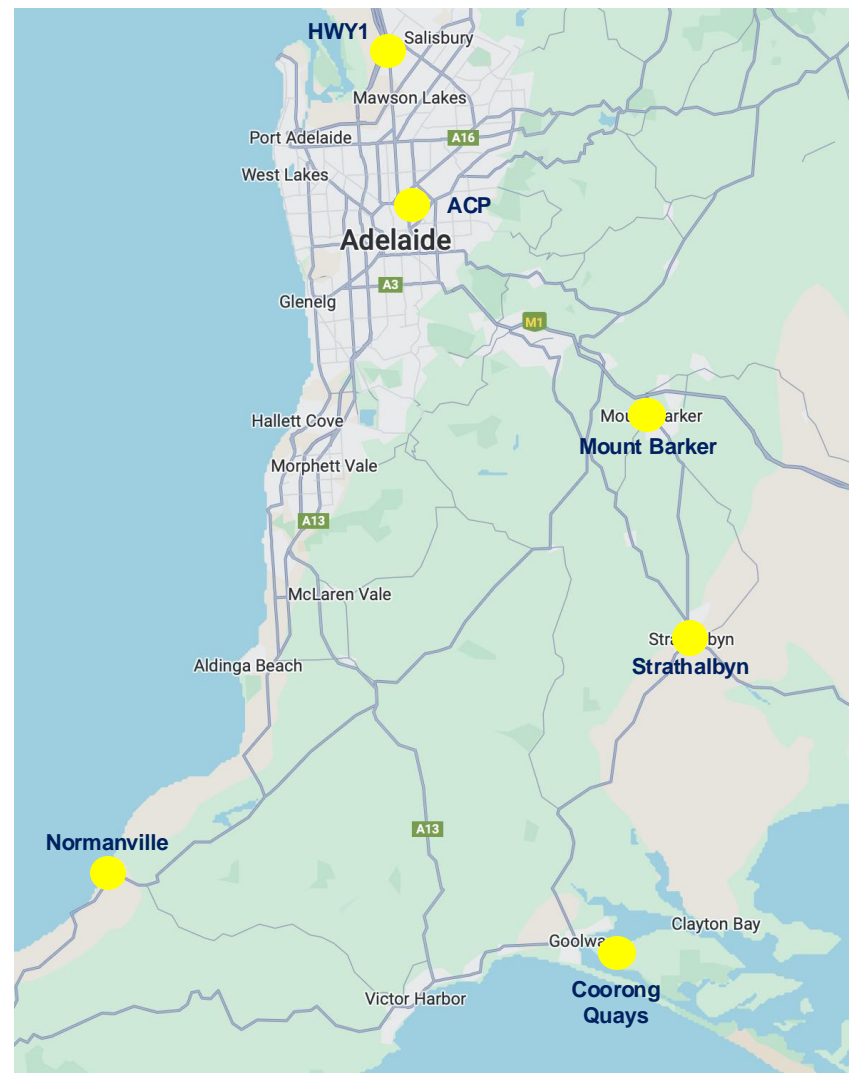 HWY1
Salisbury
Mawson Lakes
Port Adelaide
A16
West Lakes
ACP
Adelaide
A3
Glenelg
M1
Hallett Cove
Mount Barker
Morphett Vale
A13
McLaren Vale
Strathalbyn
Aldinga Beach
Normanville
A13
Clayton Bay
Goolwa
Victor Harbor
Coorong
Quays